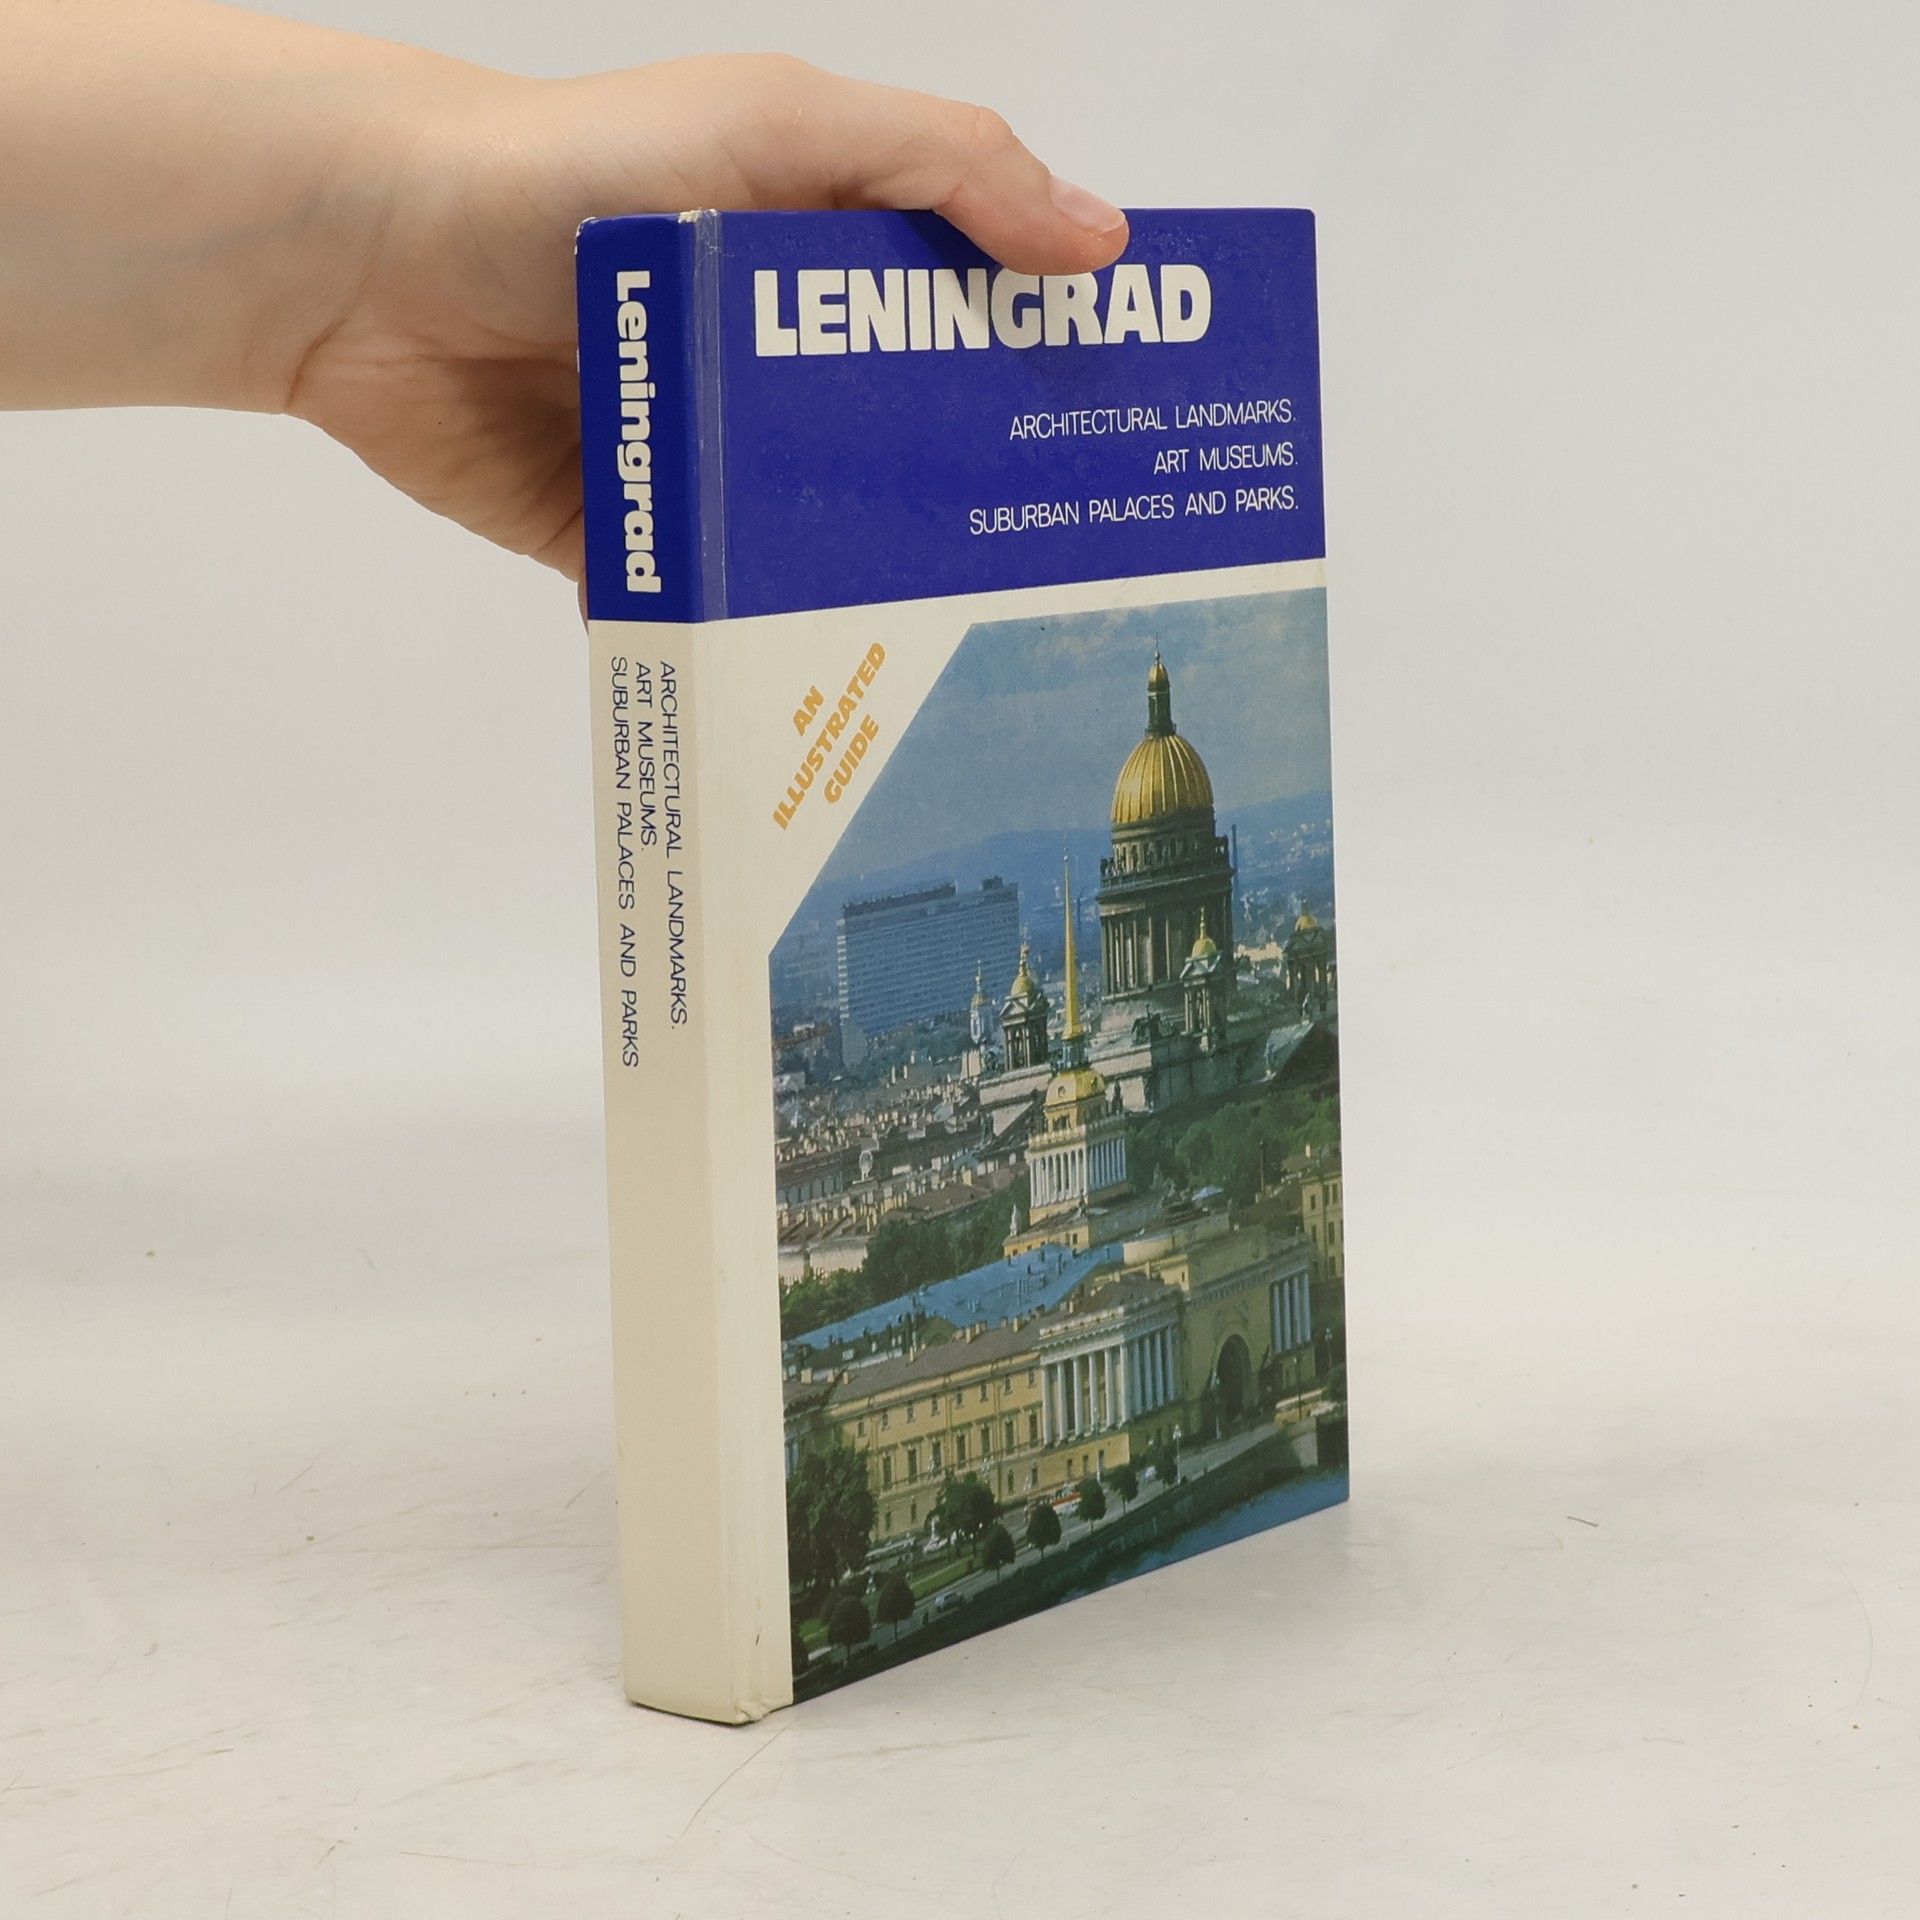 Leningrad
ARCHITECTURAL LANDMARKS.
ART MUSEUMS.
SUBURBAN PALACES AND PARKS
LENINGRAD
ARCHITECTURAL LANDMARKS.
ART MUSEUMS.
SUBURBAN PALACES AND PARKS.
AN
ILLUSTRATED
GUIDE